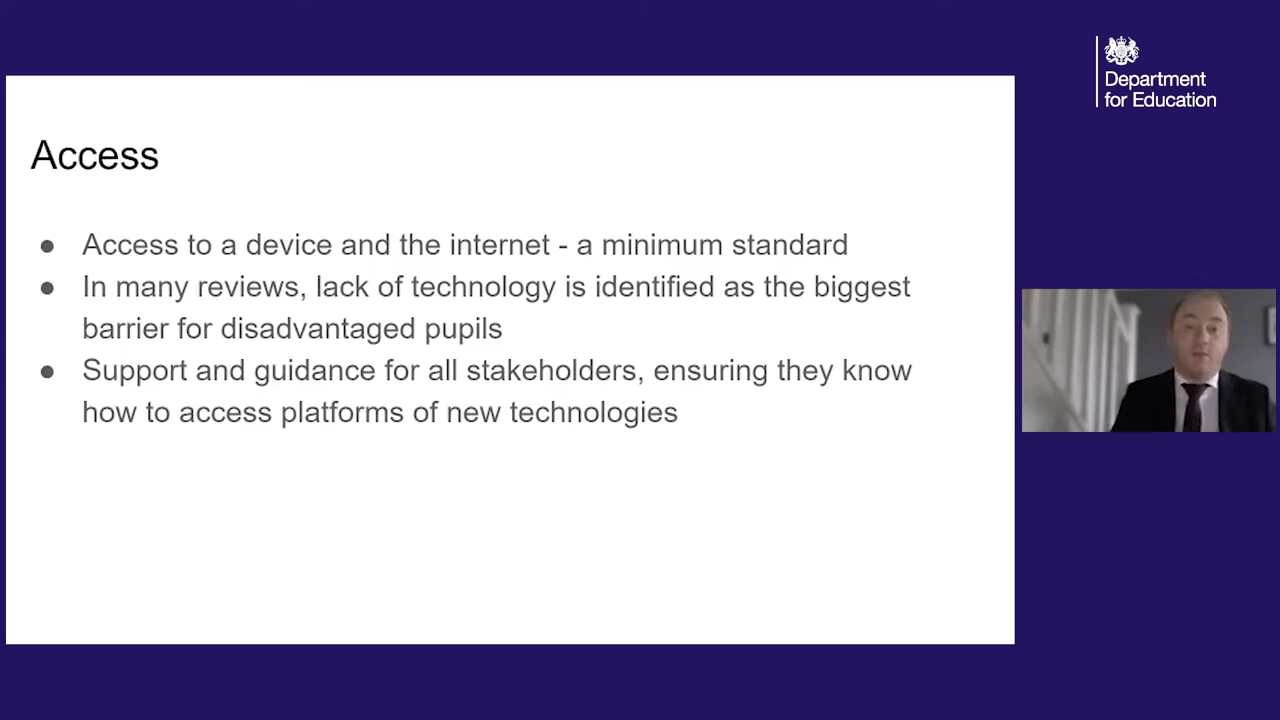 Department
for Education
Access
● Access to a device and the internet - a minimum standard
● In many reviews, lack of technology is identified as the biggest
barrier for disadvantaged pupils
● Support and guidance for all stakeholders, ensuring they know
how to access platforms of new technologies